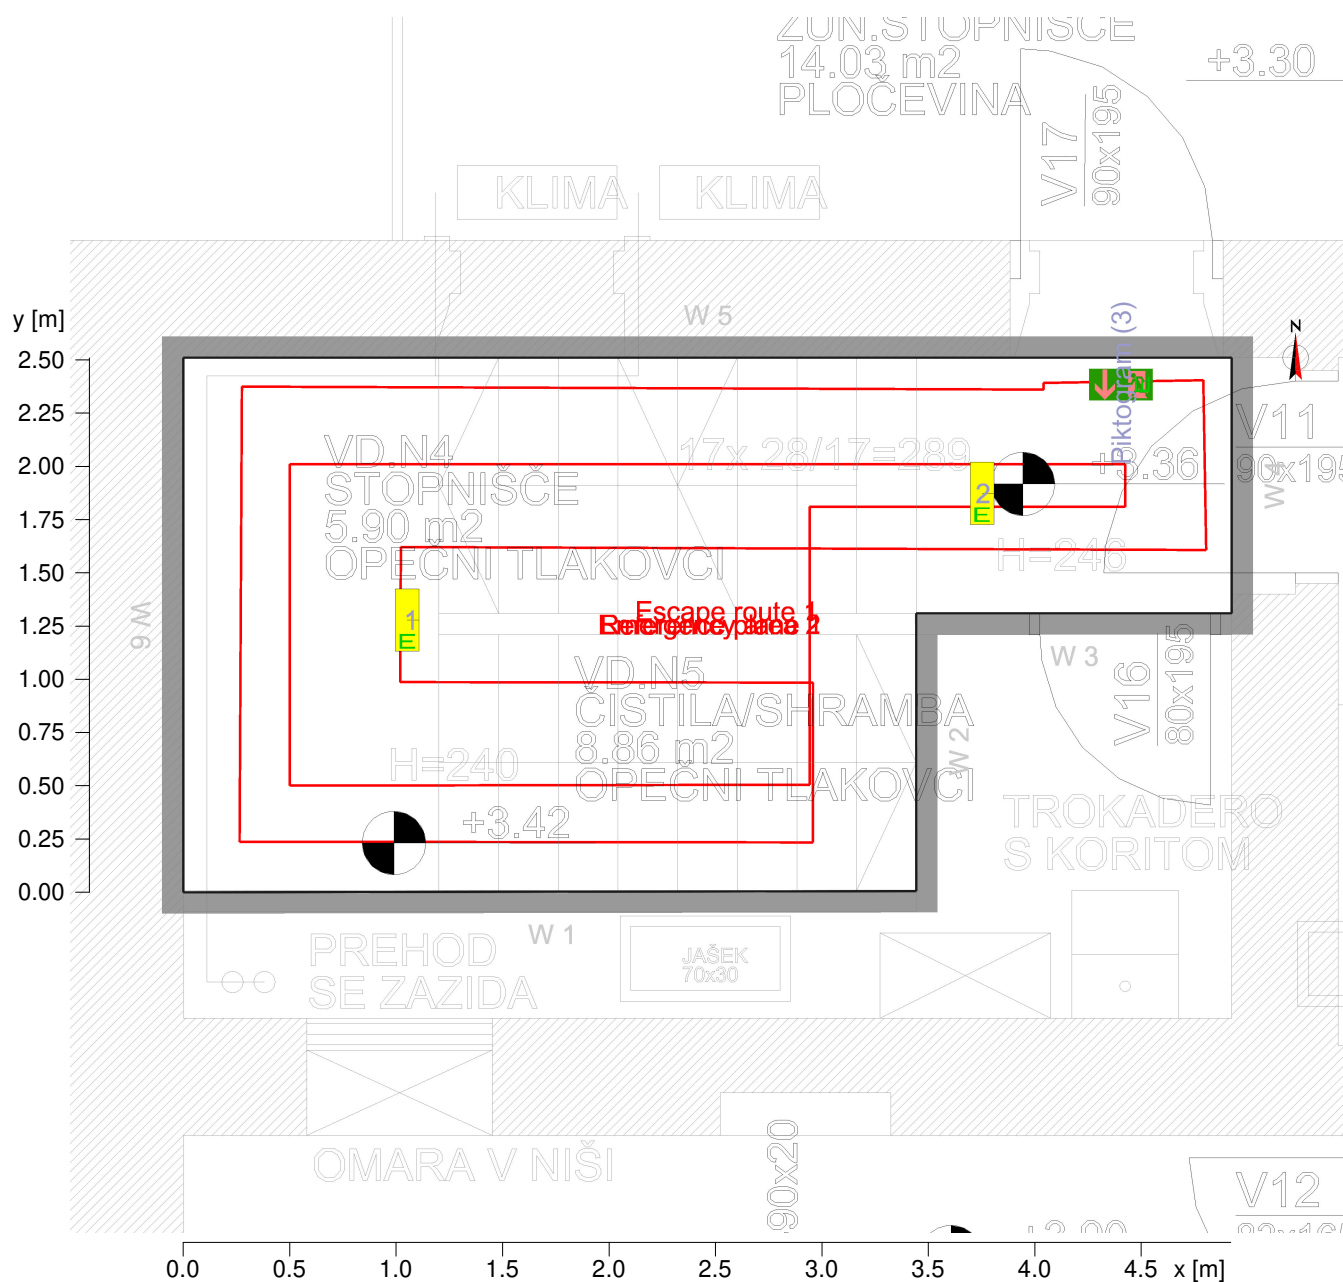 ZUN.STOPNIŠČE
14.03 m2
PLOČEVINA
+3.30
V17
90x195
KLIMA
KLIMA
W 5
y [m]
N
2.50
2.25
2.00
1.75
1.50
1.25
1.00
0.75
0.50
0.25
0.00
Piktogram (3)
V11
90x195
W 4
VD.N4
STOPNIŠČE
5.90 m2
OPEČNI TLAKOVCI
17x 28/17=289
+3.36
2
E
H=246
1
E
W 6
Escape route 1
VD.N5
ČISTILA/SHRAMBA
8.86 m2
OPEČNI TLAKOVCI
W 3
V16
80x195
W 2
H=240
+3.42
TROKADERO
S KORITOM
W 1
PREHOD
SE ZAZIDA
JAŠEK
70x30
OMARA V NIŠI
90x20
V12
0.0 0.5 1.0 1.5 2.0 2.5 3.0 3.5 4.0 4.5 x [m]